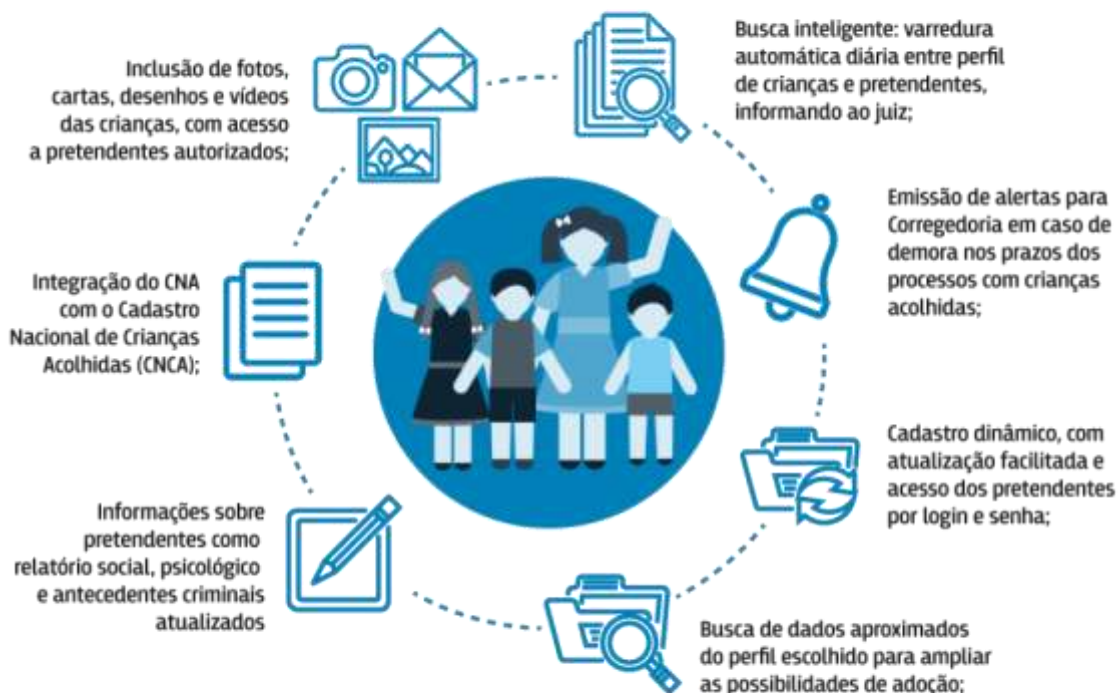 Inclusão de fotos,
cartas, desenhos e vídeos
das crianças, com acesso
a pretendentes autorizados;
Busca inteligente: varredura
automática diária entre perfil
de crianças e pretendentes,
informando ao juiz;
Emissão de alertas para
Corregedoria em caso de
demora nos prazos dos
processos com crianças
acolhidas;
Cadastro dinâmico, com
atualização facilitada e
acesso dos pretendentes
por login e senha;
Busca de dados aproximados
do perfil escolhido para ampliar
as possibilidades de adoção;
Informações sobre
pretendentes como
relatório social, psicológico
e antecedentes criminais
atualizados
Integração do CNA
com o Cadastro
Nacional de Crianças
Acolhidas (CNCA);